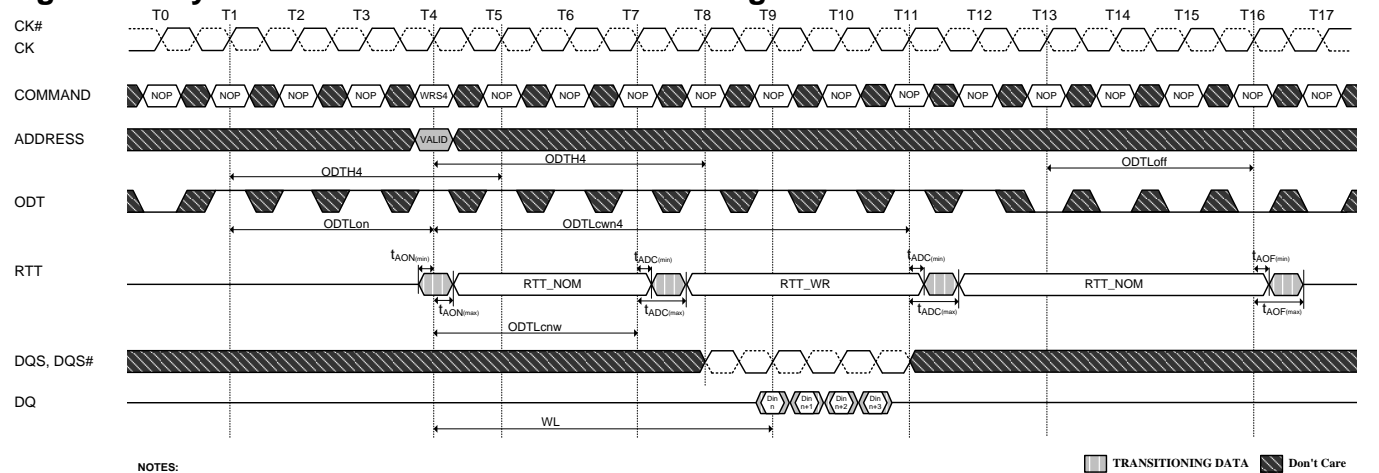 T0 T1 T2 T3 T4 T5 T6 T7 T8 T9 T10 T11 T12 T13 T14 T15 T16 T17
CK#
CK
COMMAND NOP NOP NOP NOP WRS4 NOP NOP NOP NOP NOP NOP NOP NOP NOP NOP NOP NOP NOP
ADDRESS VALID
ODTH4 ODTH4 ODTLoff
ODT
ODTLon ODTLcwn4
tAON(min) tADC(min) tADC(min) tAOF(min)
RTT RTT_NOM RTT_WR RTT_NOM
tAON(max) tADC(max) tADC(max) tAOF(max)
ODTLcnw
DQS, DQS#
DQ Din n Din n+1 Din n+2 Din n+3
WL
NOTES: TRANSITIONING DATA Don't Care